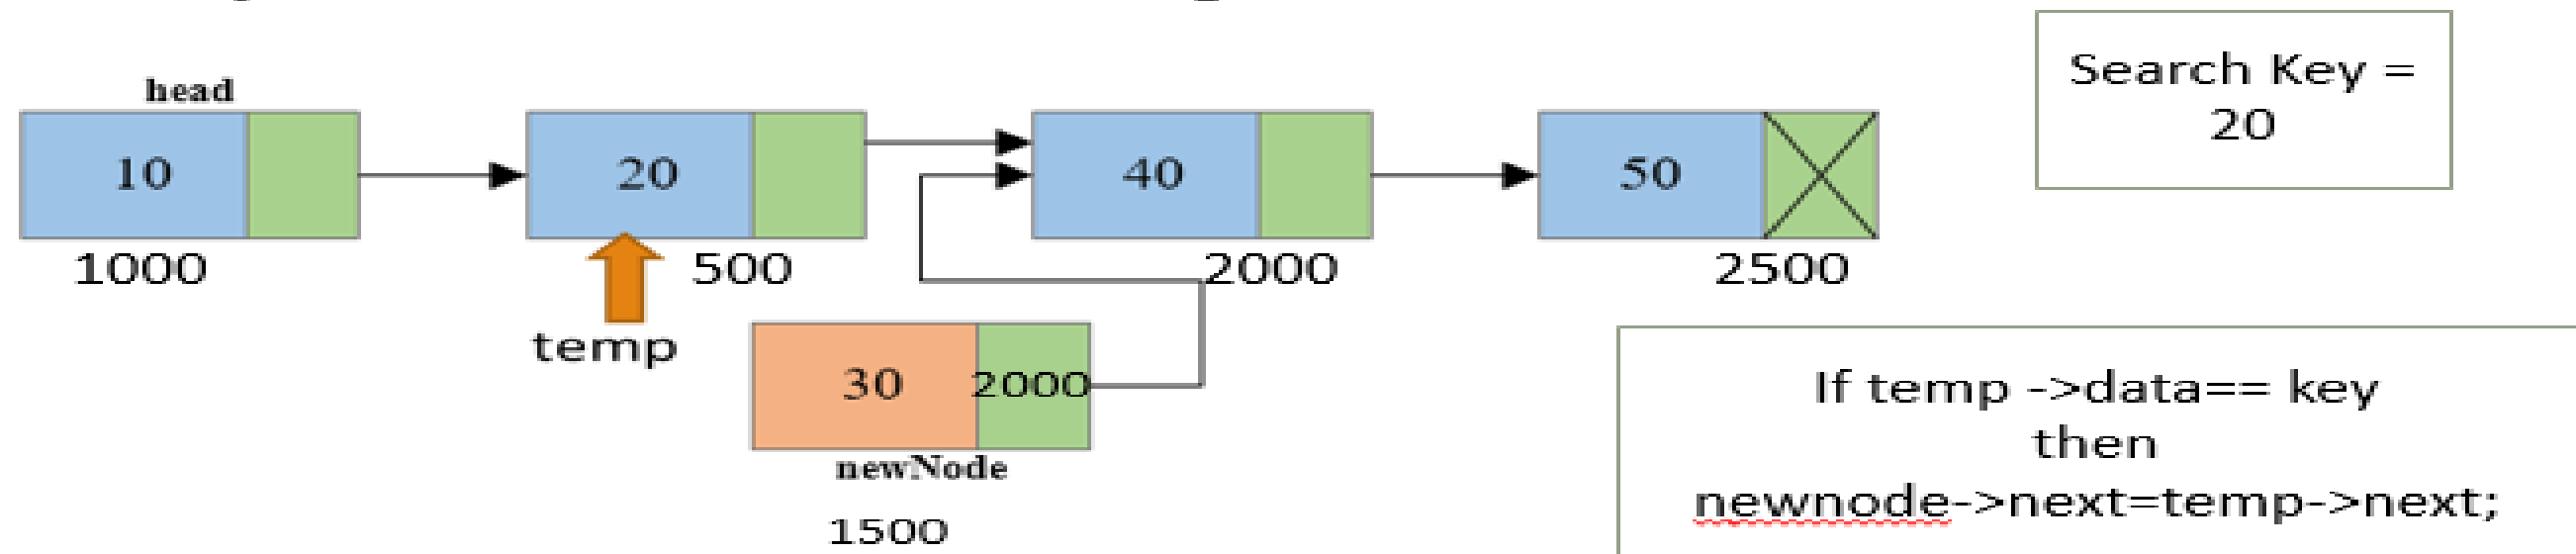 head
10
20
40
50
1000
500
2000
2500
temp
30
2000
newNode
1500
Search Key =
20
If temp ->data== key
then
newnode->next=temp->next;